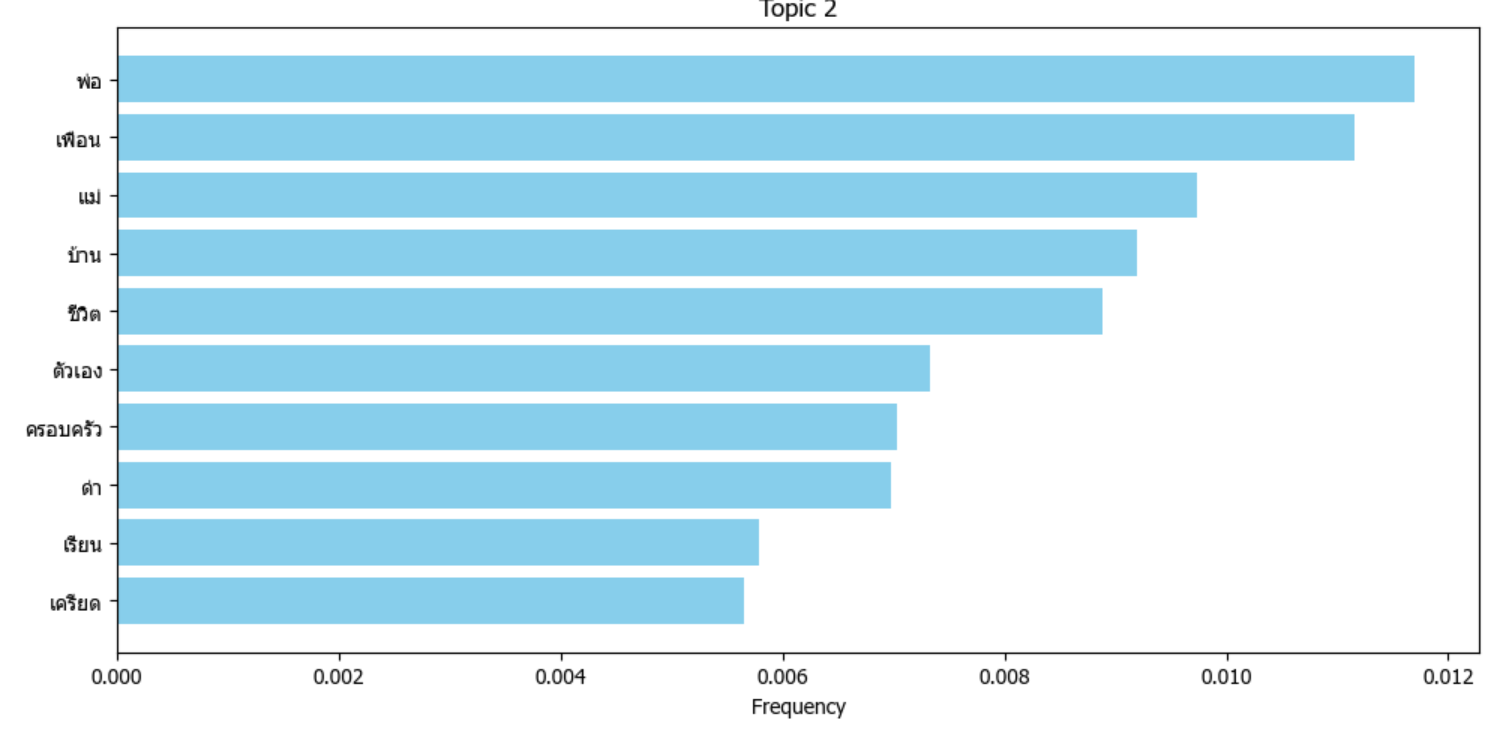 Topic 2
พ่อ
เพื่อน
แม่
บ้าน
ชีวิต
ตัวเอง
ครอบครัว
ด่า
เรียน
เครียด
0.000 0.002 0.004 0.006 0.008 0.010 0.012
Frequency